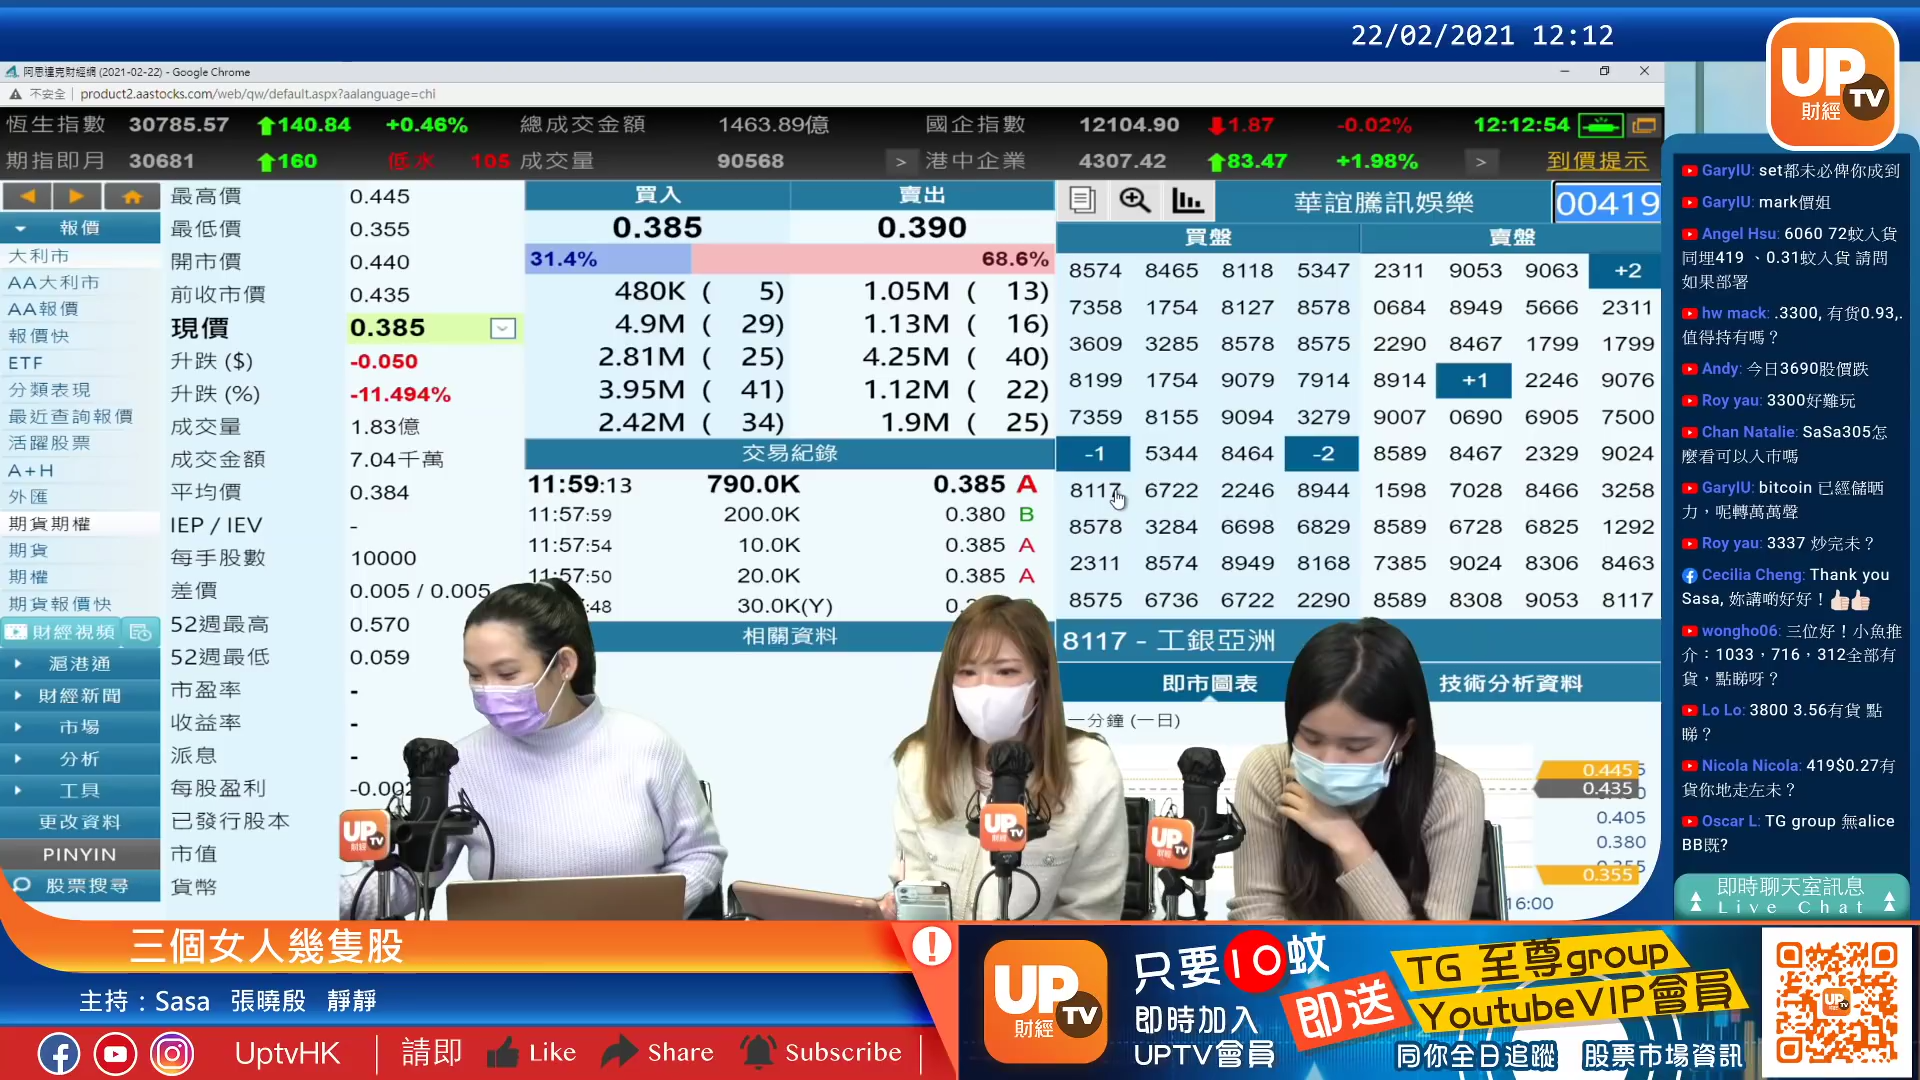 22/02/2021 12:12
UP TV 財經
阿思達克財經網 (2021-02-22) - Google Chrome
不安全 | product2.aastocks.com/web/qw/default.aspx?aalanguage=chi
恆生指數 30785.57 140.84 +0.46% 總成交金額 1463.89億 國企指數 12104.90 1.87 -0.02% 12:12:54
期指即月 30681 160 低水 105 成交量 90568 > 港中企業 4307.42 83.47 +1.98% > 到價提示
報價
大利市
AA大利市
AA報價
報價快
ETF
分類表現
最近查詢報價
活躍股票
A+H
外匯
期貨期權
期貨
期權
期貨報價快
財經視頻
滬港通
財經新聞
市場
分析
工具
更改資料
PINYIN
股票搜尋
最高價 0.445
最低價 0.355
開市價 0.440
前收市價 0.435
現價 0.385
升跌 ($) -0.050
升跌 (%) -11.494%
成交量 1.83億
成交金額 7.04千萬
平均價 0.384
IEP / IEV -
每手股數 10000
差價 0.005 / 0.005
52週最高 0.570
52週最低 0.059
市盈率 -
收益率 -
派息 -
每股盈利 -0.002
已發行股本
市值
貨幣
買入 賣出
0.385 0.390
31.4% 68.6%
480K ( 5) 1.05M ( 13)
4.9M ( 29) 1.13M ( 16)
2.81M ( 25) 4.25M ( 40)
3.95M ( 41) 1.12M ( 22)
2.42M ( 34) 1.9M ( 25)
交易紀錄
11:59:13 790.0K 0.385 A
11:57:59 200.0K 0.380 B
11:57:54 10.0K 0.385 A
11:57:50 20.0K 0.385 A
:48 30.0K(Y)
相關資料
華誼騰訊娛樂 00419
買盤 賣盤
8574 8465 8118 5347 2311 9053 9063 +2
7358 1754 8127 8578 0684 8949 5666 2311
3609 3285 8578 8575 2290 8467 1799 1799
8199 1754 9079 7914 8914 +1 2246 9076
7359 8155 9094 3279 9007 0690 6905 7500
-1 5344 8464 -2 8589 8467 2329 9024
8117 6722 2246 8944 1598 7028 8466 3258
8578 3284 6698 6829 8589 6728 6825 1292
2311 8574 8949 8168 7385 9024 8306 8463
8575 6736 6722 2290 8589 8308 9053 8117
8117 - 工銀亞洲
即市圖表 技術分析資料
一分鐘 (一日)
0.445
0.435
0.405
0.380
0.355
16:00
UP TV
UP TV
UP TV
GarylU: set都未必俾你成到
GarylU: mark價姐
Angel Hsu: 6060 72蚊入貨
同埋419 、0.31蚊入貨 請問
如果部署
hw mack: .3300, 有货0.93,.
值得持有嗎？
Andy: 今日3690股價跌
Roy yau: 3300好難玩
Chan Natalie: SaSa305怎
麼看可以入巿嗎
GarylU: bitcoin 已經儲晒
力，呢轉萬萬聲
Roy yau: 3337 炒完未？
Cecilia Cheng: Thank you
Sasa, 妳講啲好好！
wongho06: 三位好！小魚推
介：1033，716，312全部有
貨，點睇呀？
Lo Lo: 3800 3.56有貨 點
睇？
Nicola Nicola: 419$0.27有
貨你地走左未？
Oscar L: TG group 無alice
BB既?
即時聊天室訊息
Live Chat
三個女人幾隻股
主持：Sasa 張曉殷 靜靜
UptvHK | 請即 Like Share Subscribe
UP TV 財經
只要10蚊
即時加入
UPTV會員
即送
TG 至尊group
YoutubeVIP會員
同你全日追蹤 股票市場資訊
UP TV